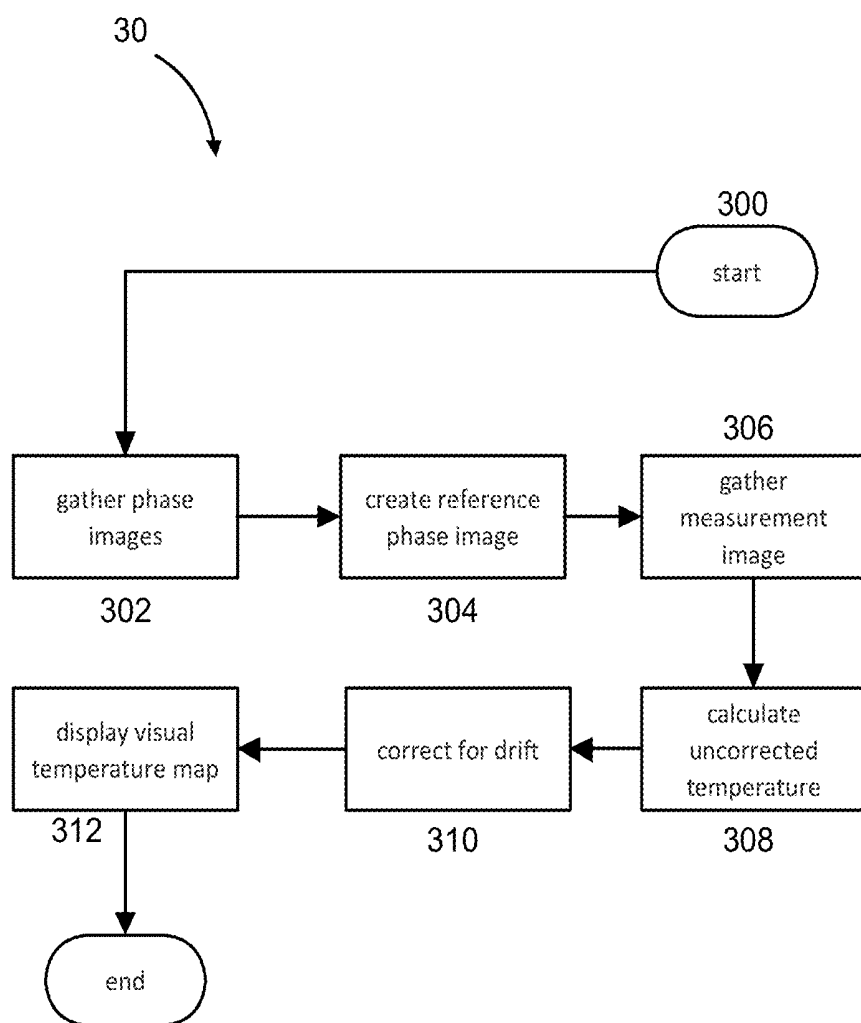 30
300
start
gather phase
images
302
create reference
phase image
304
306
gather
measurement
image
calculate
uncorrected
temperature
308
correct for drift
310
display visual
temperature map
312
end